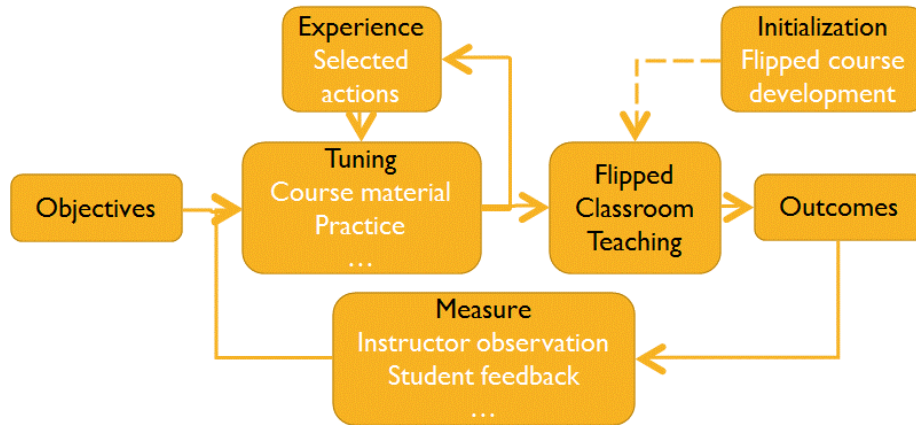 Experience
Selected
actions
Initialization
Flipped course
development
Objectives
Tuning
Course material
Practice
...
Flipped
Classroom
Teaching
Outcomes
Measure
Instructor observation
Student feedback
...